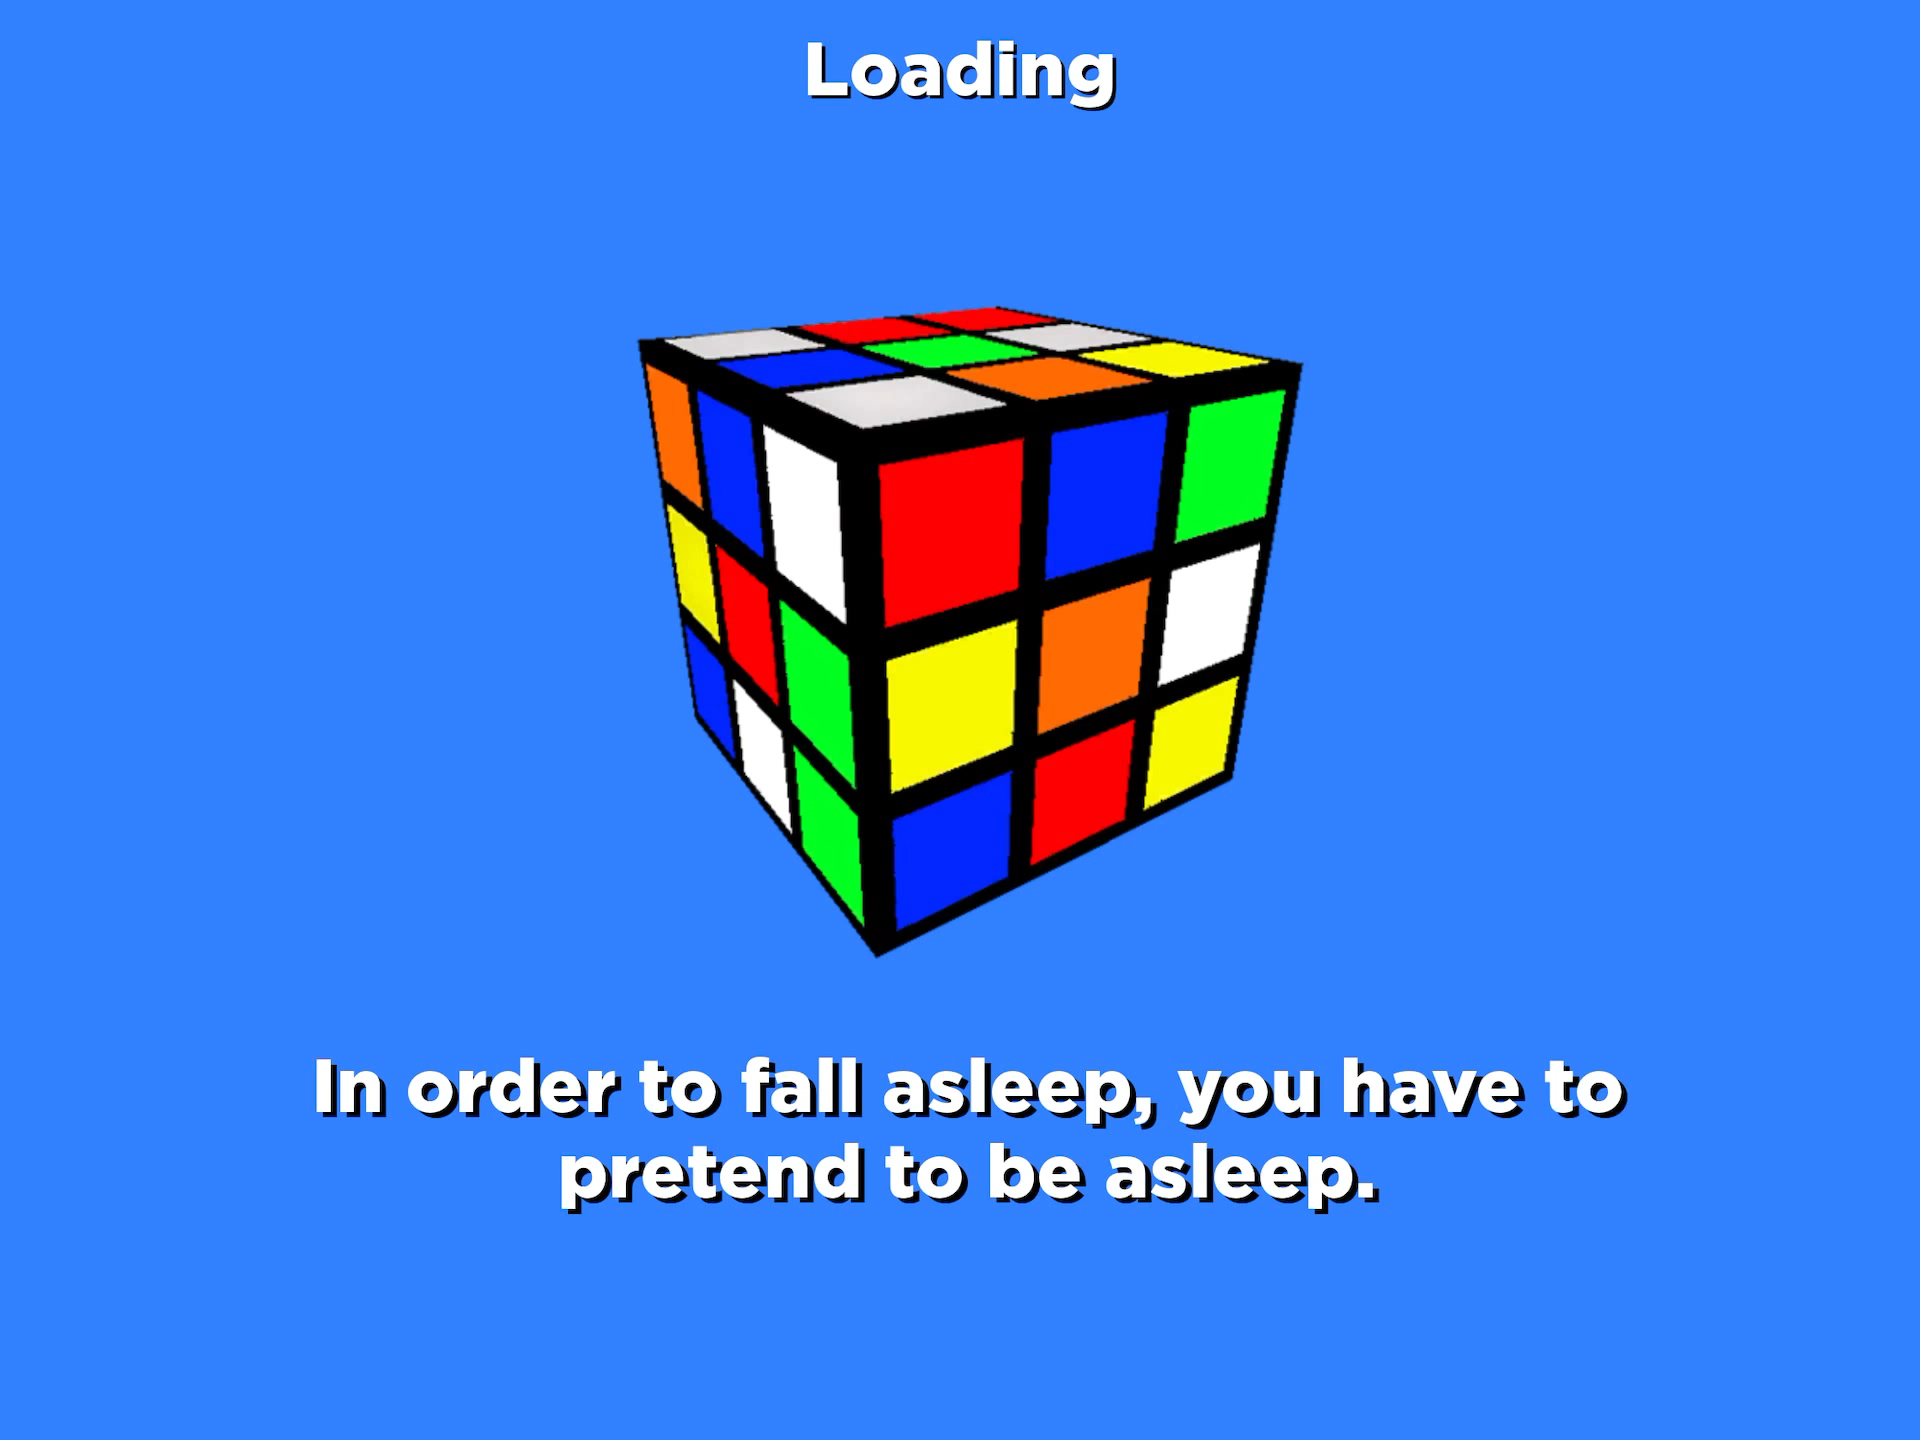 Loading
In order to fall asleep, you have to
pretend to be asleep.